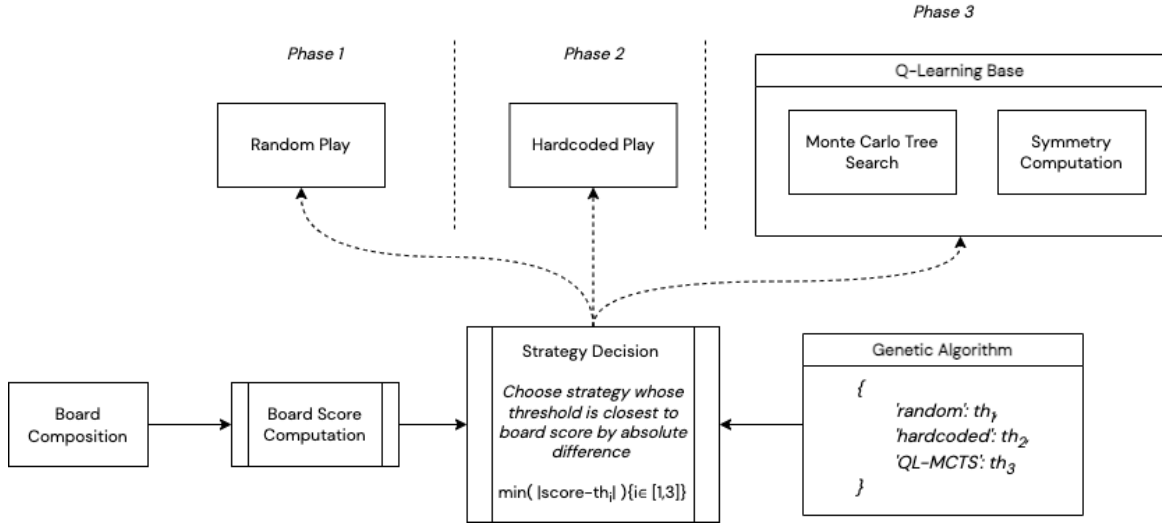 Phase 1
Phase 2
Phase 3
Q-Learning Base
Random Play
Hardcoded Play
Monte Carlo Tree
Search
Symmetry
Computation
Board
Composition
Board Score
Computation
Strategy Decision
Choose strategy whose
threshold is closest to
board score by absolute
difference
min( |score-thᵢ| ){i∈ [1,3]}
Genetic Algorithm
{
'random': th₁,
'hardcoded': th₂,
'QL-MCTS': th₃
}